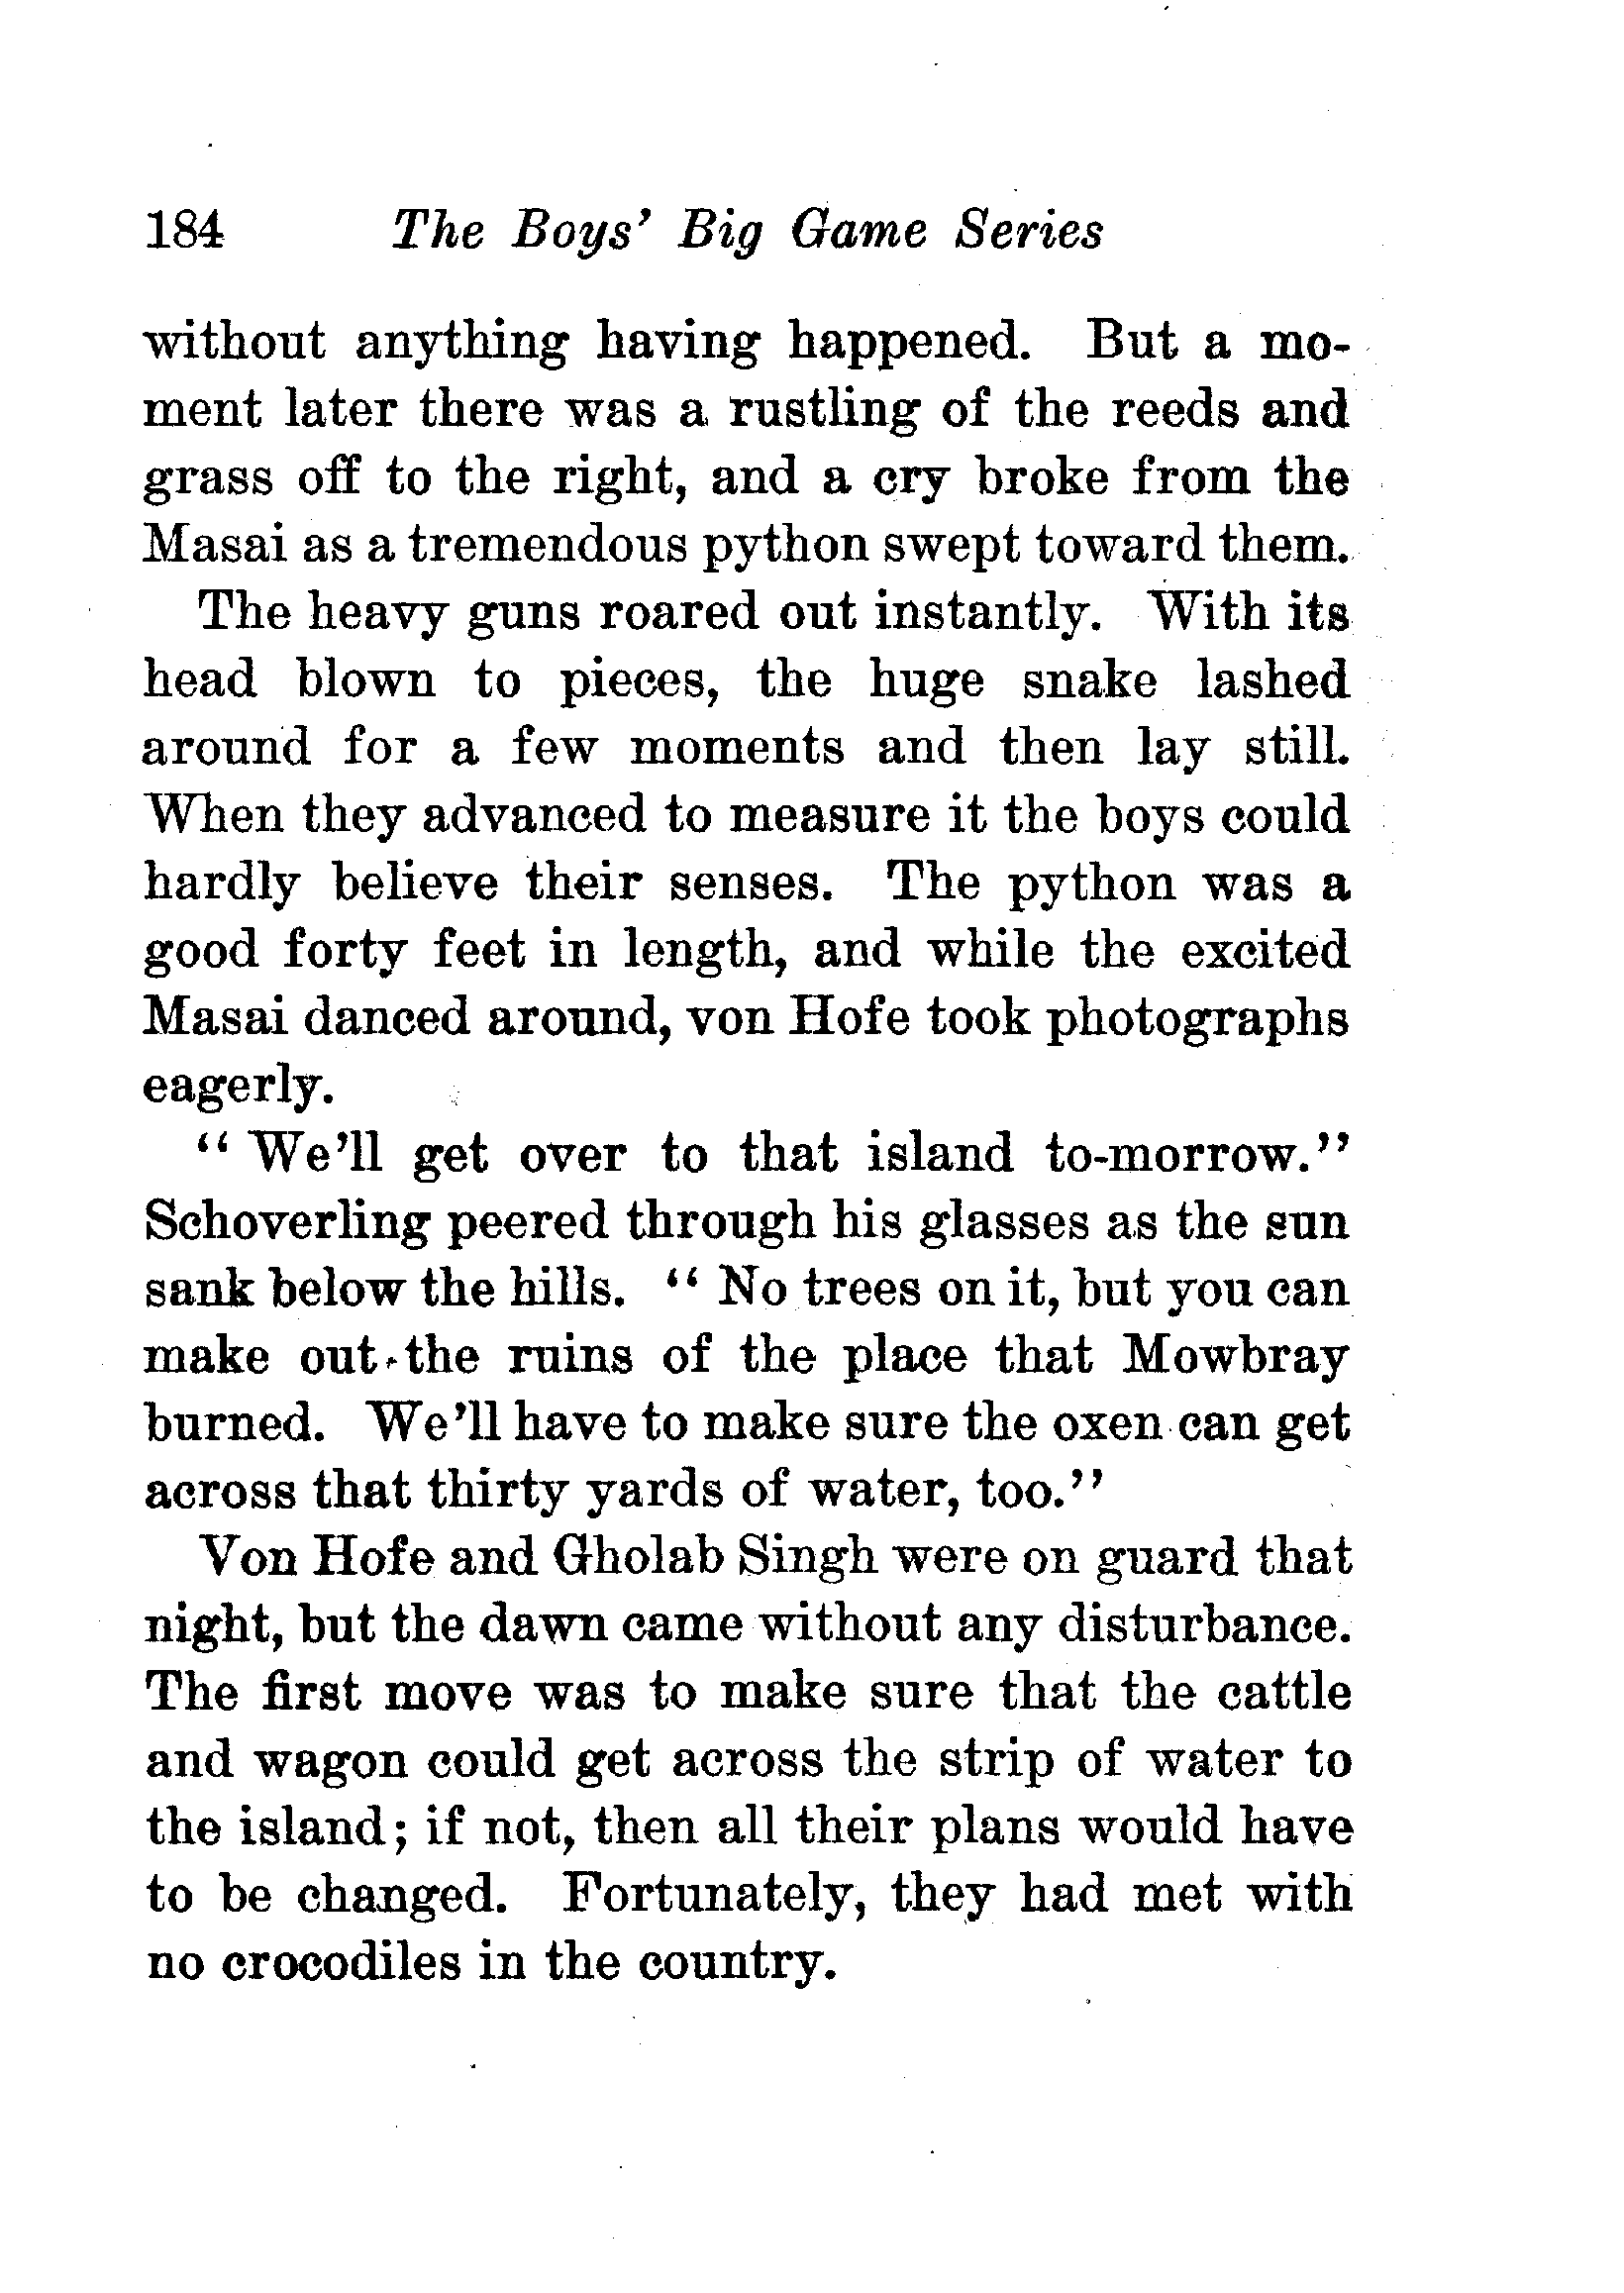 184 The Boys' Big Game Series
without anything having happened. But a mo-
ment later there was a rustling of the reeds and
grass off to the right, and a cry broke from the
Masai as a tremendous python swept toward them.
The heavy guns roared out instantly. With its
head blown to pieces, the huge snake lashed
around for a few moments and then lay still.
When they advanced to measure it the boys could
hardly believe their senses. The python was a
good forty feet in length, and while the excited
Masai danced around, von Hofe took photographs
eagerly.
" We'll get over to that island to-morrow."
Schoverling peered through his glasses as the sun
sank below the hills. " No trees on it, but you can
make out the ruins of the place that Mowbray
burned. We'll have to make sure the oxen can get
across that thirty yards of water, too."
Von Hofe and Gholab Singh were on guard that
night, but the dawn came without any disturbance.
The first move was to make sure that the cattle
and wagon could get across the strip of water to
the island; if not, then all their plans would have
to be changed. Fortunately, they had met with
no crocodiles in the country.